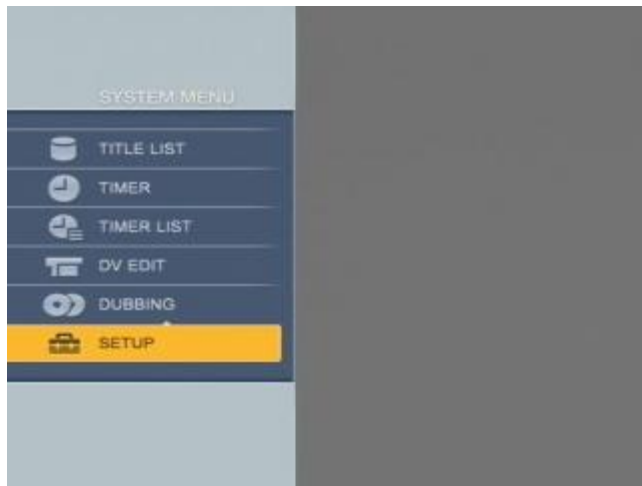 SYSTEM MENU
TITLE LIST
TIMER
TIMER LIST
DV EDIT
DUBBING
SETUP